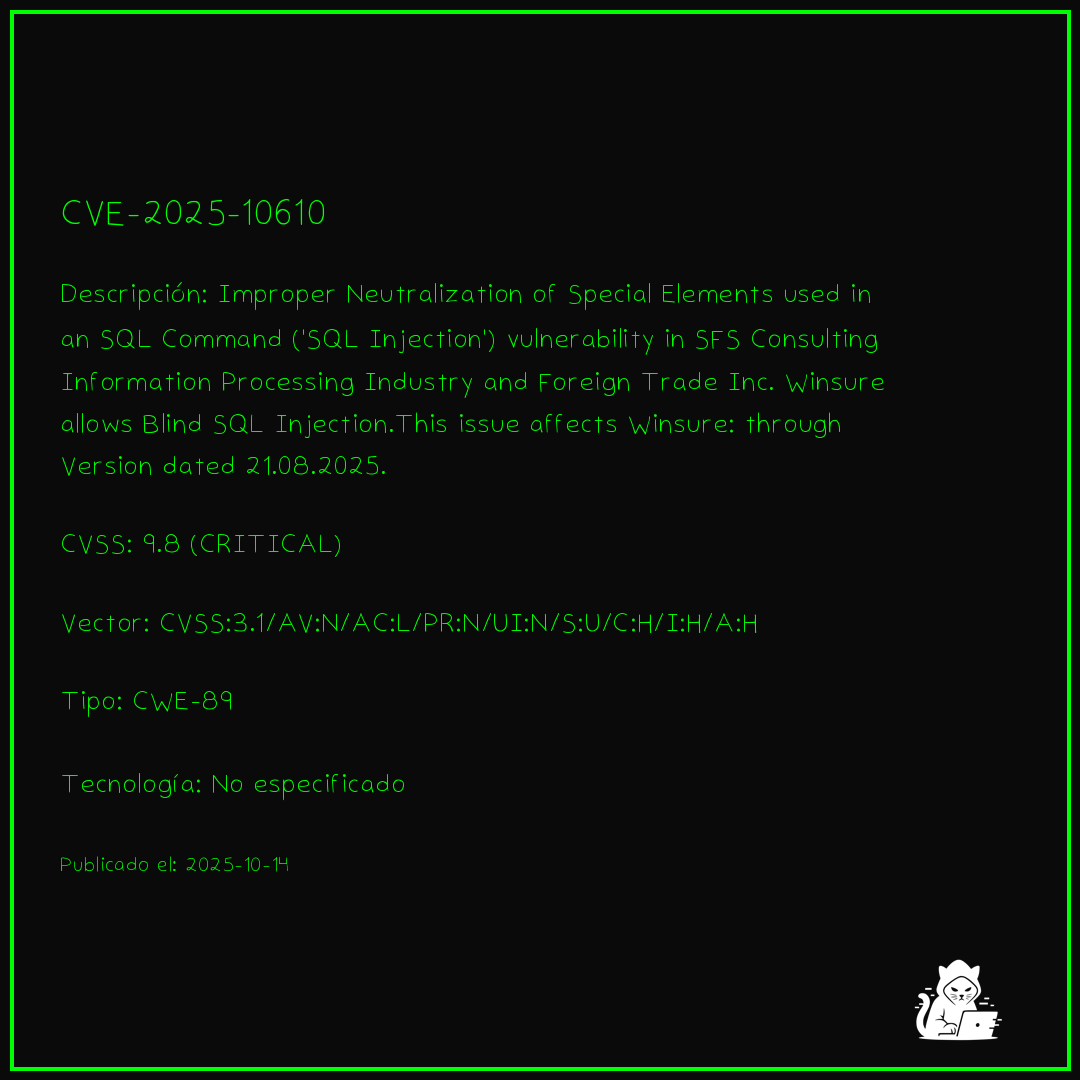 CVE-2025-10610
Descripción: Improper Neutralization of Special Elements used in
an SQL Command ('SQL Injection') vulnerability in SFS Consulting
Information Processing Industry and Foreign Trade Inc. Winsure
allows Blind SQL Injection.This issue affects Winsure: through
Version dated 21.08.2025.
CVSS: 9.8 (CRITICAL)
Vector: CVSS:3.1/AV:N/AC:L/PR:N/UI:N/S:U/C:H/I:H/A:H
Tipo: CWE-89
Tecnología: No especificado
Publicado el: 2025-10-14